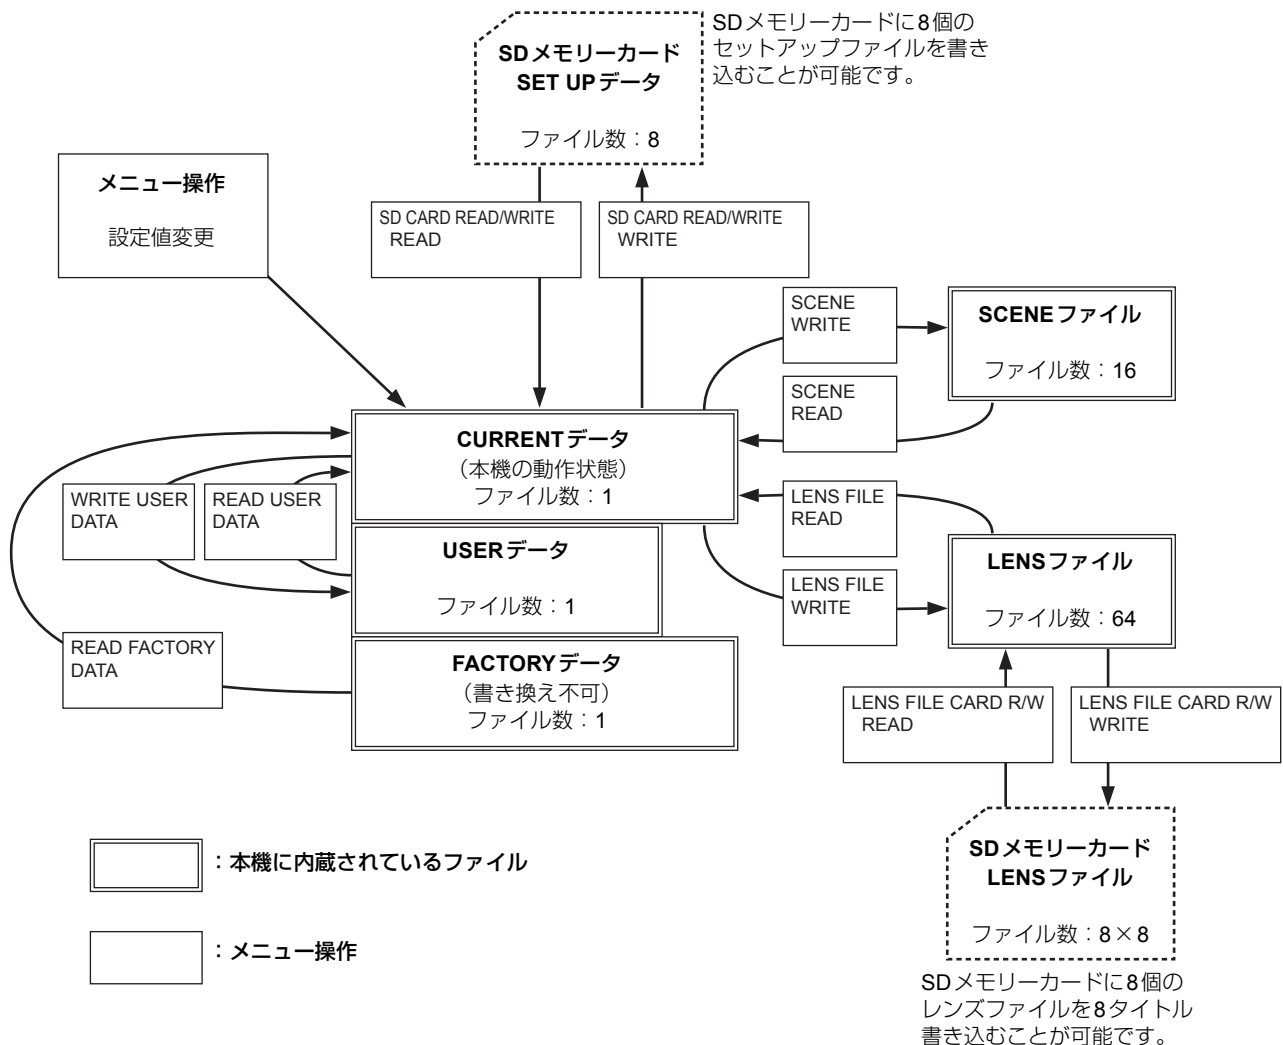 SDメモリーカード
SET UPデータ
ファイル数：8
SDメモリーカードに8個の
セットアップファイルを書き
込むことが可能です。
メニュー操作
設定値変更
SD CARD READ/WRITE
READ
SD CARD READ/WRITE
WRITE
SCENE
WRITE
SCENEファイル
ファイル数：16
SCENE
READ
CURRENTデータ
（本機の動作状態）
ファイル数：1
WRITE USER
DATA
READ USER
DATA
LENS FILE
READ
USERデータ
ファイル数：1
LENS FILE
WRITE
LENSファイル
ファイル数：64
READ FACTORY
DATA
FACTORYデータ
（書き換え不可）
ファイル数：1
LENS FILE CARD R/W
READ
LENS FILE CARD R/W
WRITE
：本機に内蔵されているファイル
：メニュー操作
SDメモリーカード
LENSファイル
ファイル数：8×8
SDメモリーカードに8個の
レンズファイルを8タイトル
書き込むことが可能です。